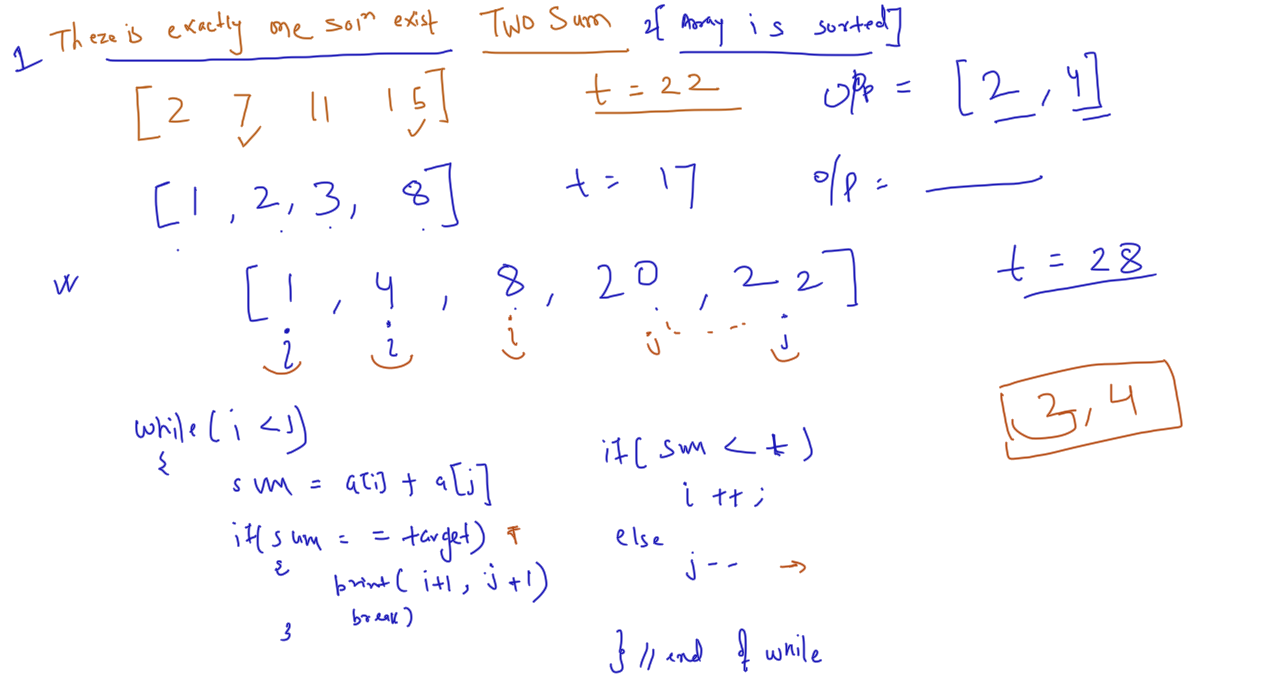 1 There is exactly one solⁿ exist Two Sum 2[ Array is sorted]
[2 7 11 15] t = 22 o/p = [2, 4]
[1, 2, 3, 8] t = 17 o/p = ___
[1, 4, 8, 20, 22] t = 28
i i i j j
3, 4
while( i < J)
{
sum = a[i] + a[j]
if( sum = = target)
{
print( i+1, j+1)
break)
}
if( sum < t )
i ++ ;
else
j - - →
} // end of while